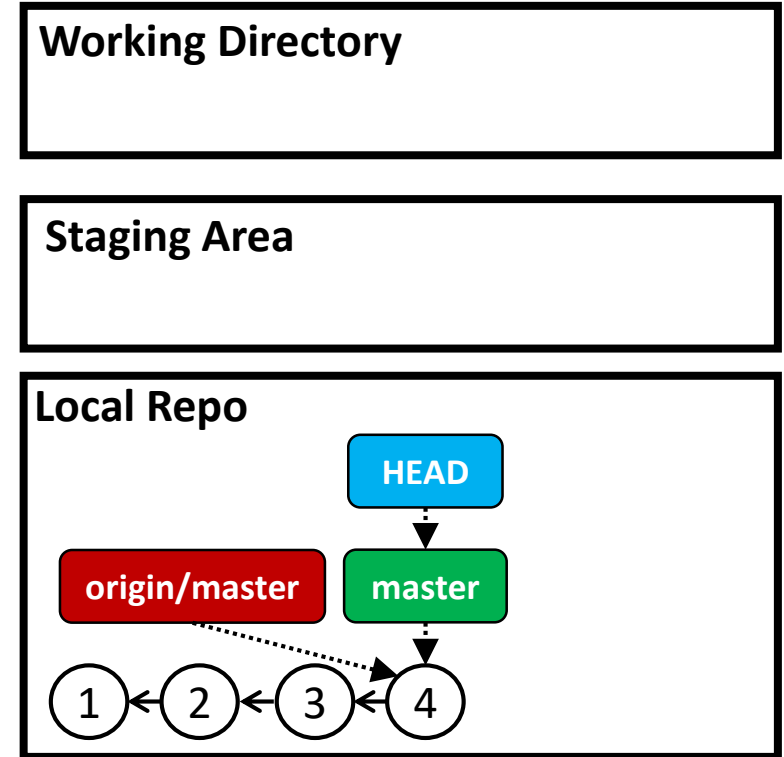 Working Directory
Staging Area
Local Repo
HEAD
origin/master master
1 2 3 4